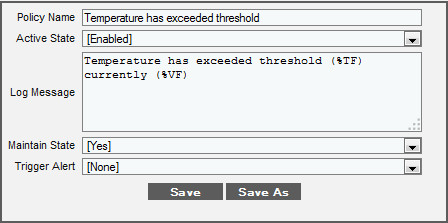 Policy Name Temperature has exceeded threshold
Active State [Enabled]
Temperature has exceeded threshold (%TF)
currently (%VF)
Log Message
Maintain State [Yes]
Trigger Alert [None]
Save Save As